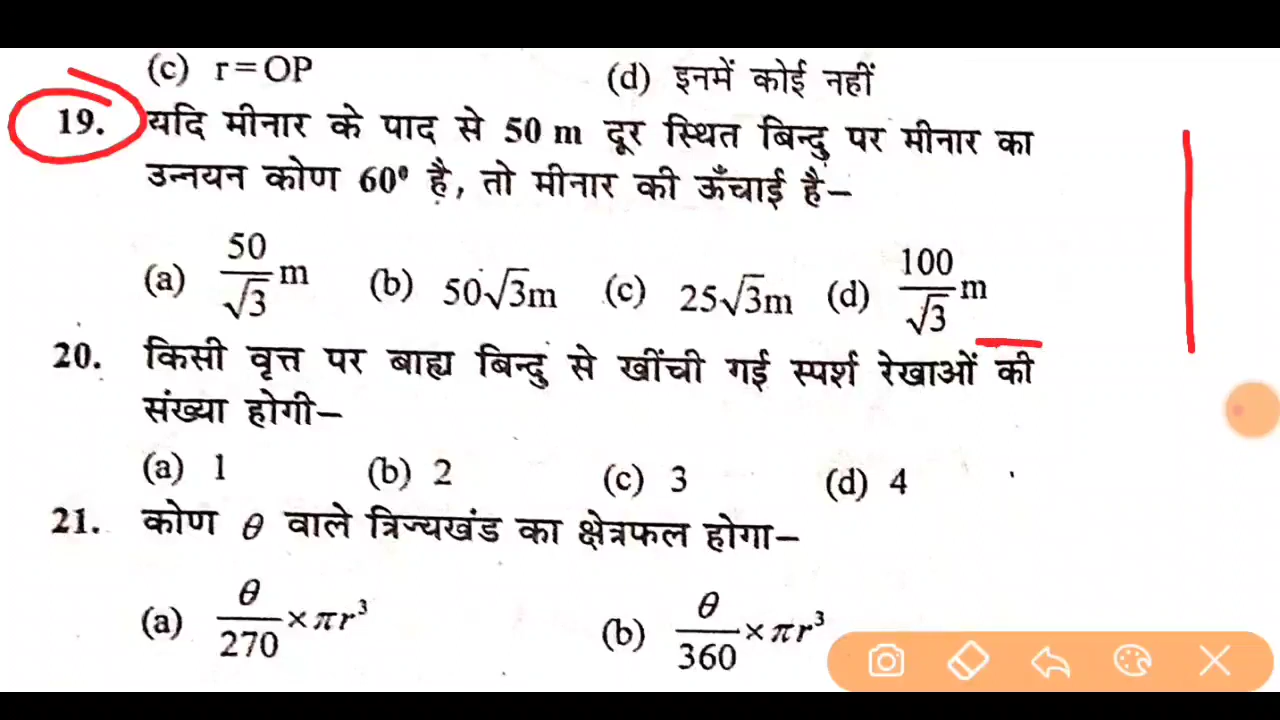 (c) r=OP (d) इनमें कोई नहीं
19. यदि मीनार के पाद से 50 m दूर स्थित बिन्दु पर मीनार का
उन्नयन कोण 60° है, तो मीनार की ऊँचाई है–
(a) 50/√3 m (b) 50√3m (c) 25√3m (d) 100/√3 m
20. किसी वृत्त पर बाह्य बिन्दु से खींची गई स्पर्श रेखाओं की
संख्या होगी–
(a) 1 (b) 2 (c) 3 (d) 4
21. कोण θ वाले त्रिज्यखंड का क्षेत्रफल होगा–
(a) θ/270 ×πr³ (b) θ/360 ×πr³